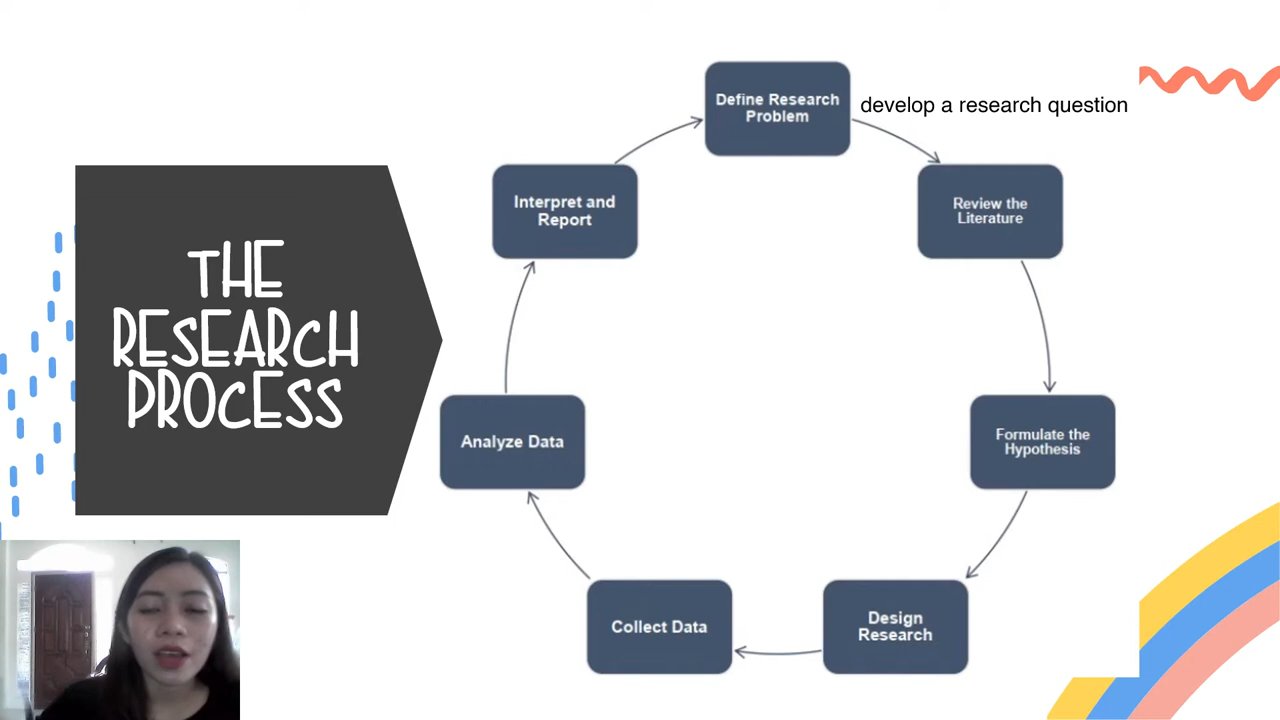 THE
RESEARCH
PROCESS
Define Research
Problem
develop a research question
Review the
Literature
Formulate the
Hypothesis
Design
Research
Collect Data
Analyze Data
Interpret and
Report